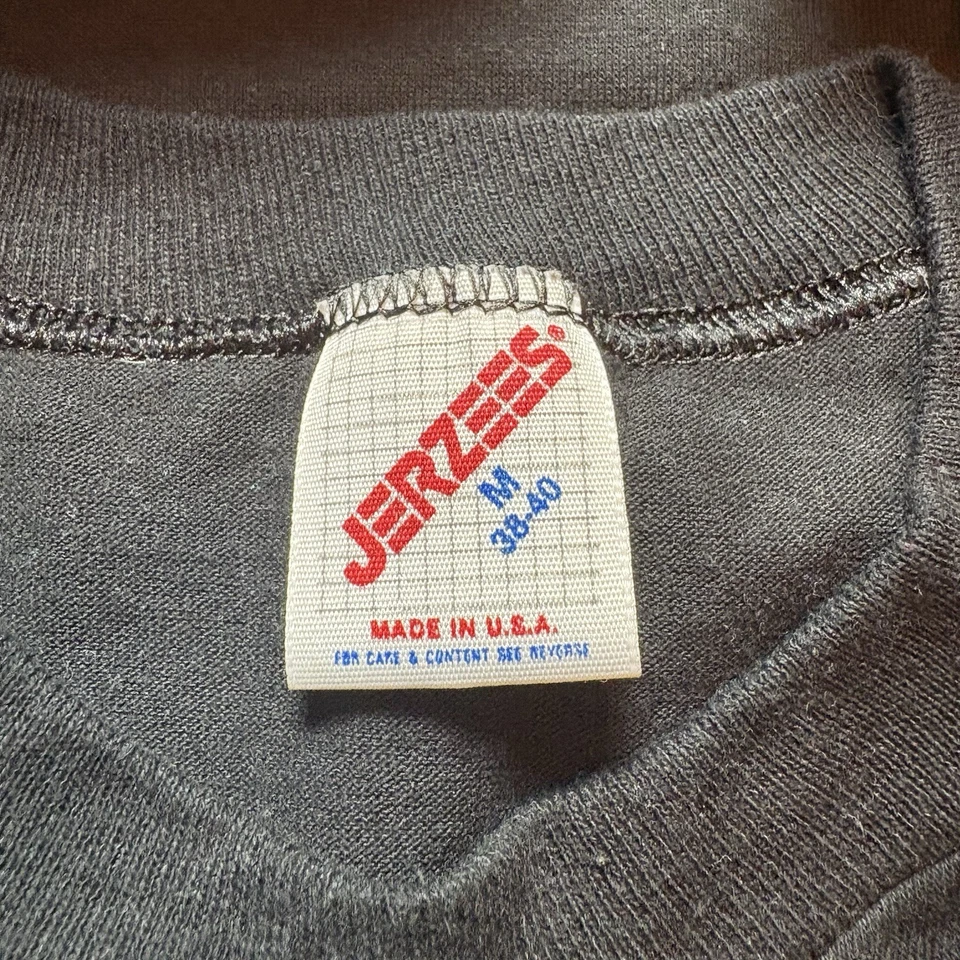 JERZEES®
M
38-40
MADE IN U.S.A.
FOR CARE & CONTENT SEE REVERSE